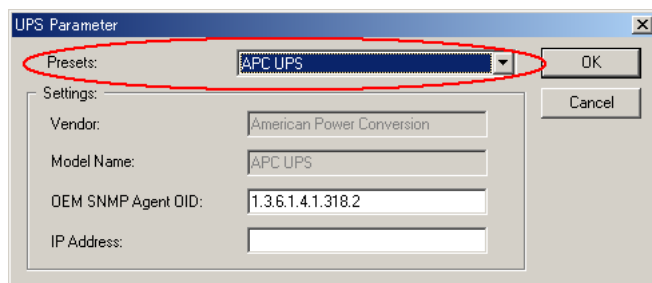 UPS Parameter
Presets: APC UPS OK
Settings: Cancel
Vendor: American Power Conversion
Model Name: APC UPS
OEM SNMP Agent OID: 1.3.6.1.4.1.318.2
IP Address: